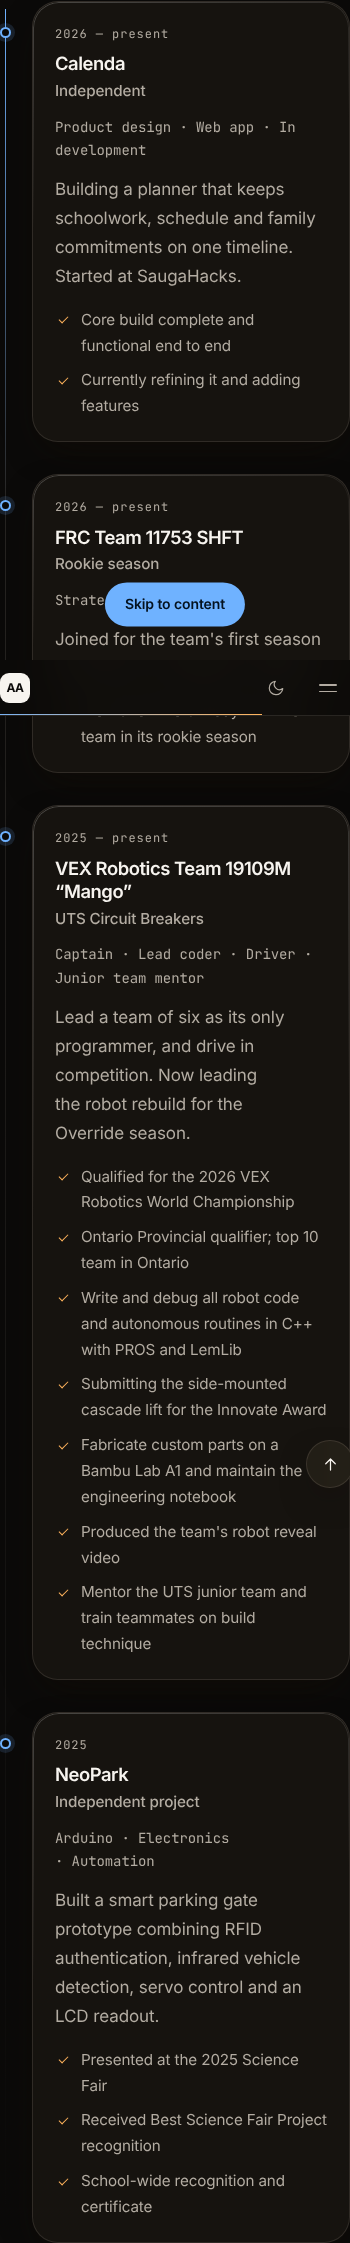 2026 — present
Calenda
Independent
Product design · Web app · In
development
Building a planner that keeps
schoolwork, schedule and family
commitments on one timeline.
Started at SaugaHacks.
✓ Core build complete and
functional end to end
✓ Currently refining it and adding
features
2026 — present
FRC Team 11753 SHFT
Rookie season
Strate
Skip to content
Joined for the team's first season
AA
team in its rookie season
2025 — present
VEX Robotics Team 19109M
“Mango”
UTS Circuit Breakers
Captain · Lead coder · Driver ·
Junior team mentor
Lead a team of six as its only
programmer, and drive in
competition. Now leading
the robot rebuild for the
Override season.
✓ Qualified for the 2026 VEX
Robotics World Championship
✓ Ontario Provincial qualifier; top 10
team in Ontario
✓ Write and debug all robot code
and autonomous routines in C++
with PROS and LemLib
✓ Submitting the side-mounted
cascade lift for the Innovate Award
✓ Fabricate custom parts on a
Bambu Lab A1 and maintain the
engineering notebook
✓ Produced the team's robot reveal
video
✓ Mentor the UTS junior team and
train teammates on build
technique
2025
NeoPark
Independent project
Arduino · Electronics
· Automation
Built a smart parking gate
prototype combining RFID
authentication, infrared vehicle
detection, servo control and an
LCD readout.
✓ Presented at the 2025 Science
Fair
✓ Received Best Science Fair Project
recognition
✓ School-wide recognition and
certificate